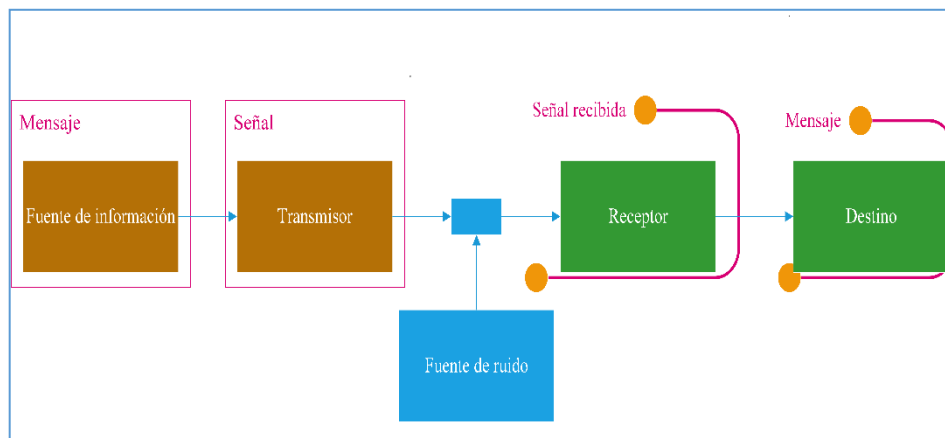 Señal recibida
Mensaje
Mensaje
Señal
Fuente de información
Transmisor
Receptor
Destino
Fuente de ruido